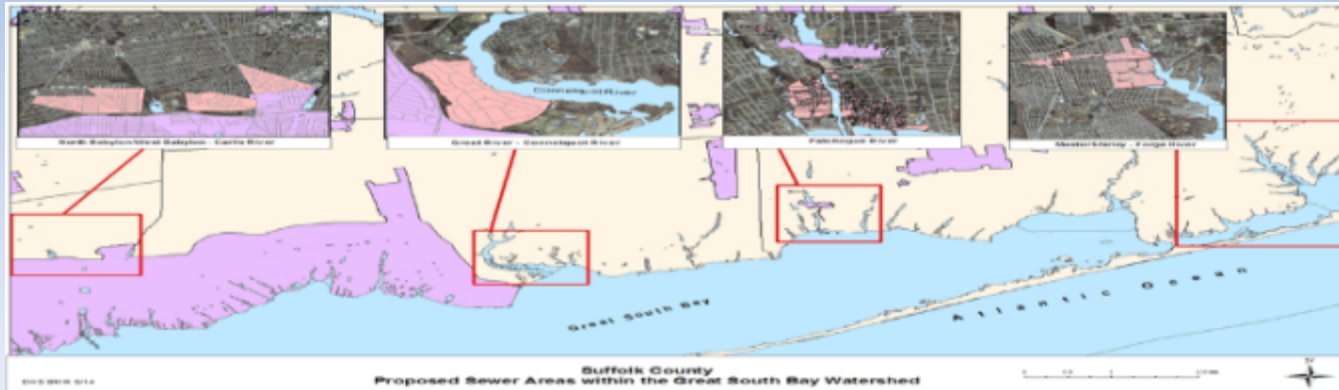 Connetquot River
North Babylon/West Babylon - Carlls River
Great River - Connetquot River
Patchogue River
Mastic/Shirley - Forge River
Great South Bay
Atlantic Ocean
Suffolk County
Proposed Sewer Areas within the Great South Bay Watershed